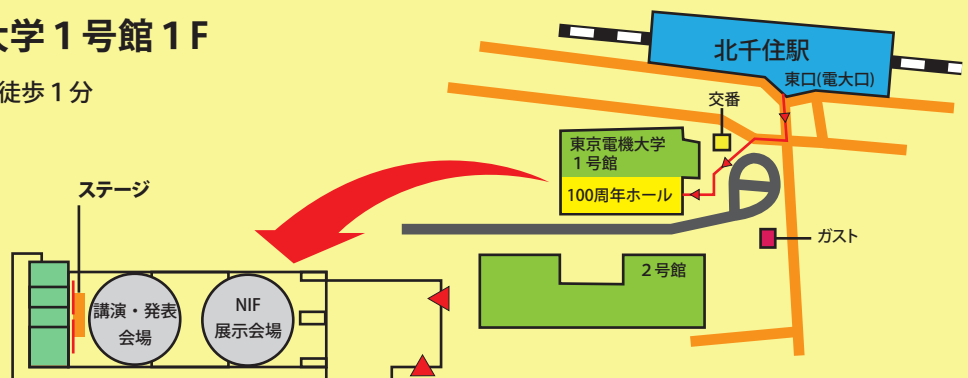 大学１号館１F
徒歩１分
北千住駅
東口(電大口)
交番
東京電機大学
１号館
100周年ホール
ガスト
２号館
ステージ
講演・発表
会場
NIF
展示会場